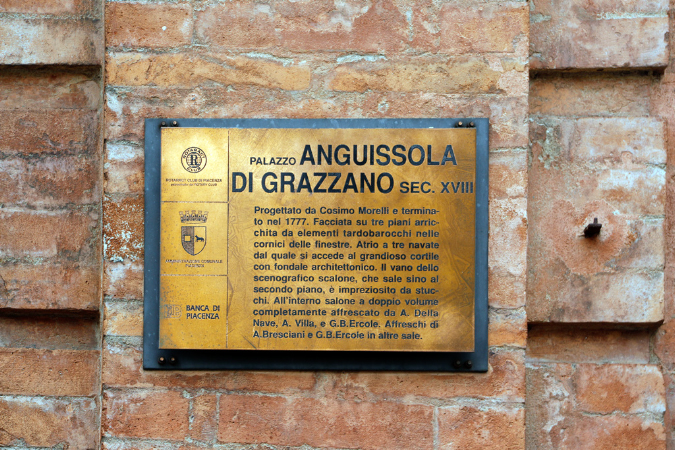 PALAZZO ANGUISSOLA
DI GRAZZANO SEC. XVIII
Progettato da Cosimo Morelli e termina-
to nel 1777. Facciata su tre piani arric-
chita da elementi tardobarocchi nelle
cornici delle finestre. Atrio a tre navate
dal quale si accede al grandioso cortile
con fondale architettonico. Il vano dello
scenografico scalone, che sale sino al
secondo piano, è impreziosito da stuc-
chi. All'interno salone a doppio volume
completamente affrescato da A. Della
Nave, A. Villa, e G.B.Ercole, Affreschi di
A.Bresciani e G.B.Ercole in altre sale.
R
BANCA DI
PIACENZA